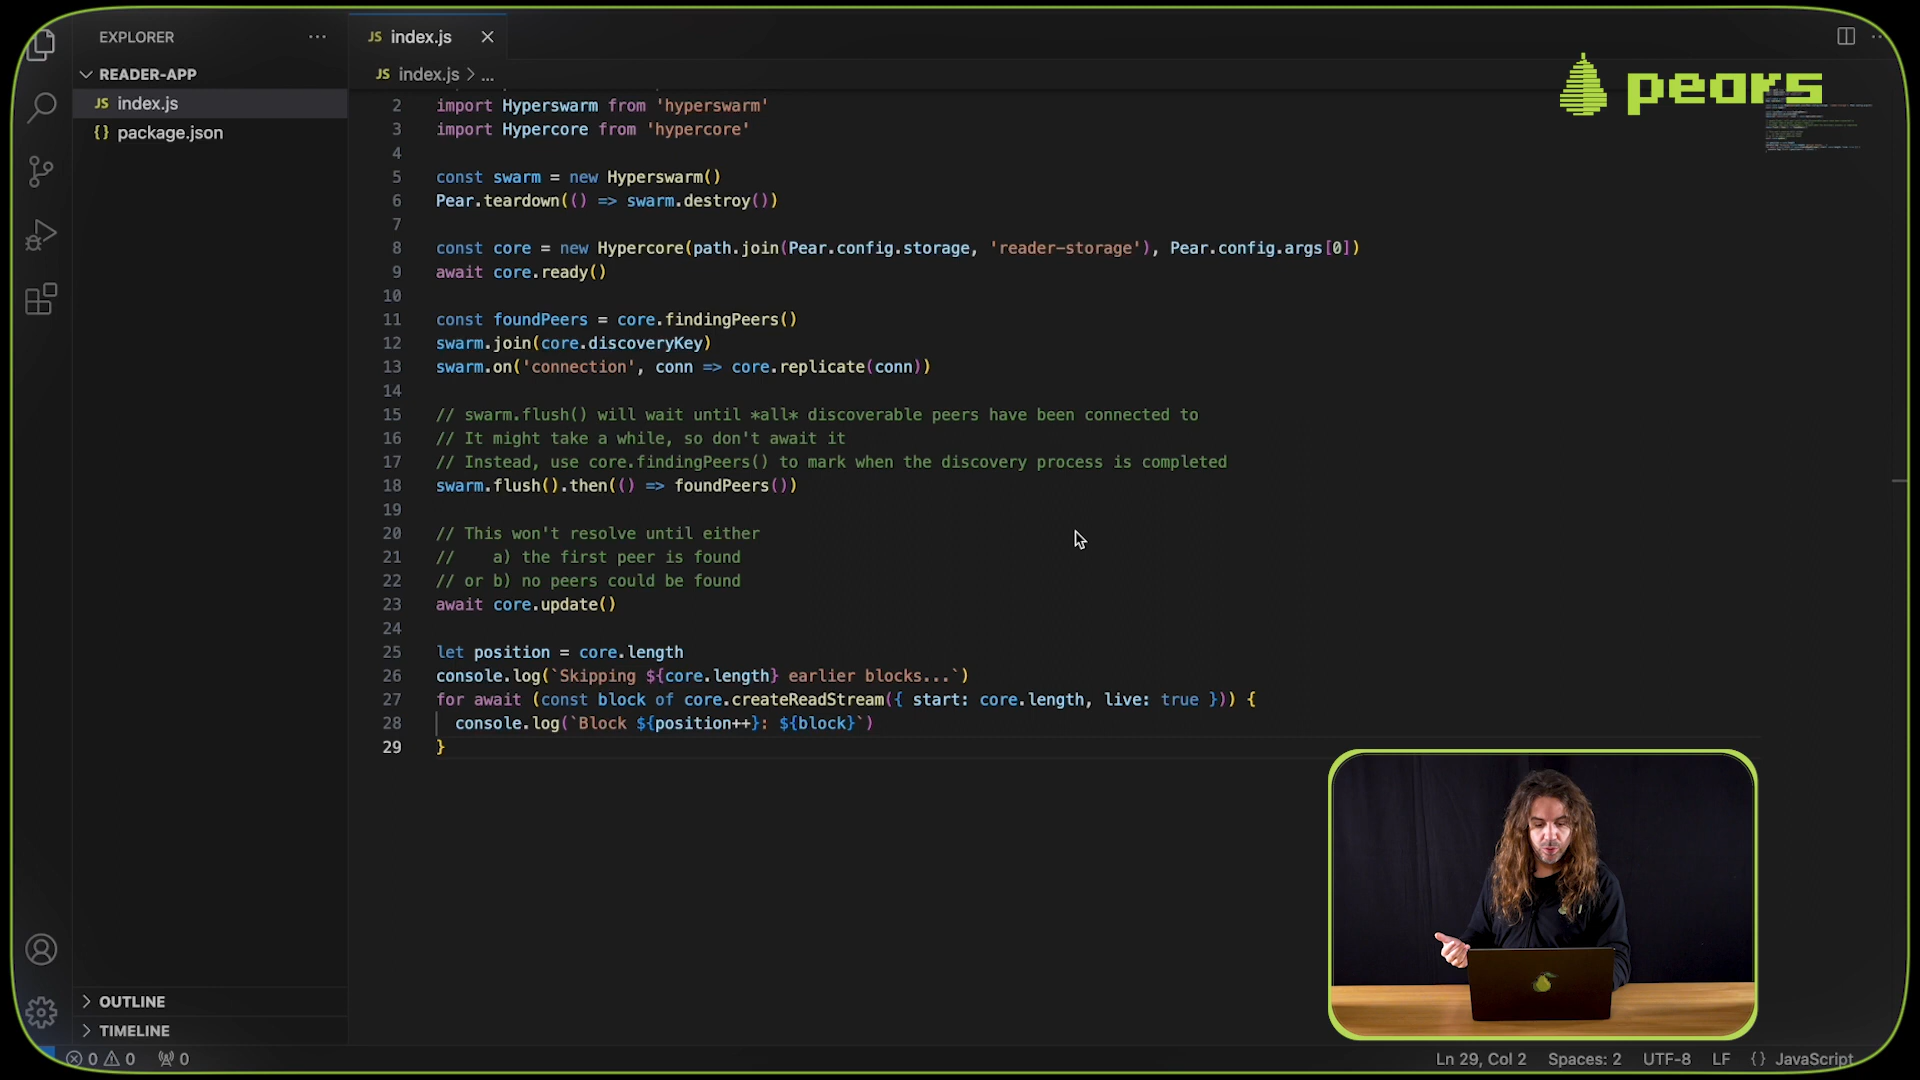 EXPLORER
READER-APP
JS index.js
{} package.json
OUTLINE
TIMELINE
JS index.js
JS index.js > ...
pears
2 import Hyperswarm from 'hyperswarm'
3 import Hypercore from 'hypercore'
4
5 const swarm = new Hyperswarm()
6 Pear.teardown(() => swarm.destroy())
7
8 const core = new Hypercore(path.join(Pear.config.storage, 'reader-storage'), Pear.config.args[0])
9 await core.ready()
10
11 const foundPeers = core.findingPeers()
12 swarm.join(core.discoveryKey)
13 swarm.on('connection', conn => core.replicate(conn))
14
15 // swarm.flush() will wait until *all* discoverable peers have been connected to
16 // It might take a while, so don't await it
17 // Instead, use core.findingPeers() to mark when the discovery process is completed
18 swarm.flush().then(() => foundPeers())
19
20 // This won't resolve until either
21 //    a) the first peer is found
22 // or b) no peers could be found
23 await core.update()
24
25 let position = core.length
26 console.log(`Skipping ${core.length} earlier blocks...`)
27 for await (const block of core.createReadStream({ start: core.length, live: true })) {
28   console.log(`Block ${position++}: ${block}`)
29 }
0 0 0
Ln 29, Col 2 Spaces: 2 UTF-8 LF {} JavaScript